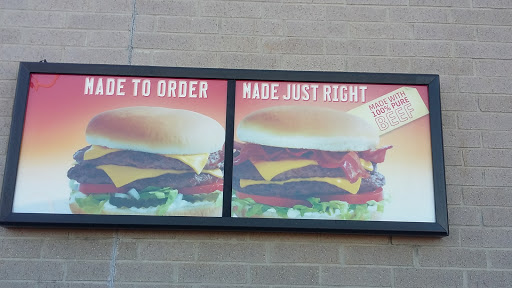 MADE TO ORDER
MADE JUST RIGHT
MADE WITH
100% PURE
BEEF